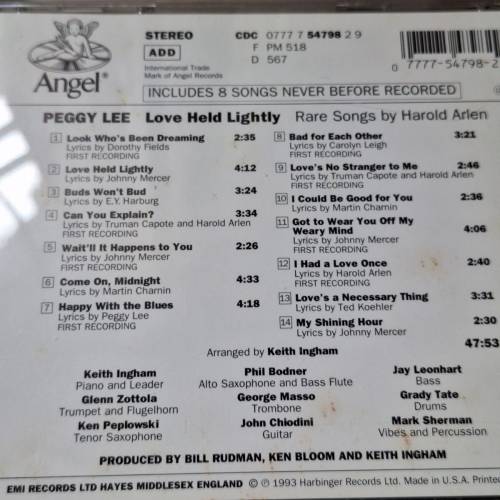 Angel®
STEREO
ADD
International Trade
Mark of Angel Records
CDC 0777 7 54798 2 9
F PM 518
D 567
0 7777-54798-2
INCLUDES 8 SONGS NEVER BEFORE RECORDED
PEGGY LEE Love Held Lightly Rare Songs by Harold Arlen
1 Look Who's Been Dreaming 2:35
Lyrics by Dorothy Fields
FIRST RECORDING
2 Love Held Lightly 4:12
Lyrics by Johnny Mercer
3 Buds Won't Bud 3:24
Lyrics by E.Y. Harburg
4 Can You Explain? 3:34
Lyrics by Truman Capote and Harold Arlen
FIRST RECORDING
5 Wait'll It Happens to You 2:26
Lyrics by Johnny Mercer
FIRST RECORDING
6 Come On, Midnight 4:33
Lyrics by Martin Charnin
7 Happy With the Blues 4:18
Lyrics by Peggy Lee
FIRST RECORDING
8 Bad for Each Other 3:21
Lyrics by Carolyn Leigh
FIRST RECORDING
9 Love's No Stranger to Me 2:46
Lyrics by Truman Capote and Harold Arlen
FIRST RECORDING
10 I Could Be Good for You 2:36
Lyrics by Martin Charnin
11 Got to Wear You Off My
Weary Mind 4:06
Lyrics by Johnny Mercer
FIRST RECORDING
12 I Had a Love Once 2:40
Lyrics by Harold Arlen
FIRST RECORDING
13 Love's a Necessary Thing 3:31
Lyrics by Ted Koehler
14 My Shining Hour 2:30
Lyrics by Johnny Mercer
47:53
Arranged by Keith Ingham
Keith Ingham
Piano and Leader
Glenn Zottola
Trumpet and Flugelhorn
Ken Peplowski
Tenor Saxophone
Phil Bodner
Alto Saxophone and Bass Flute
George Masso
Trombone
John Chiodini
Guitar
Jay Leonhart
Bass
Grady Tate
Drums
Mark Sherman
Vibes and Percussion
PRODUCED BY BILL RUDMAN, KEN BLOOM AND KEITH INGHAM
EMI RECORDS LTD HAYES MIDDLESEX ENGLAND © ℗ 1993 Harbinger Records Ltd. Made in U.S.A. Printed